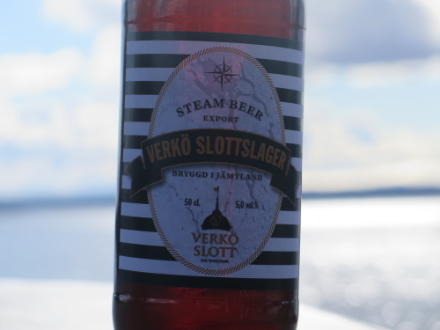 STEAM BEER
EXPORT
VERKÖ SLOTTSLAGER
BRYGGD I JÄMTLAND
50 cl. 5,0 vol.%
VERKÖ
SLOTT